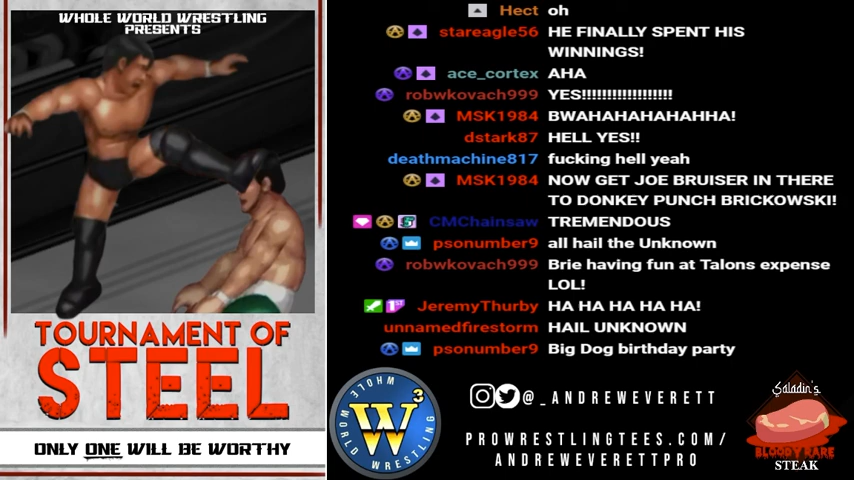 WHOLE WORLD WRESTLING
PRESENTS
TOURNAMENT OF
STEEL
ONLY ONE WILL BE WORTHY
Hect oh
stareagle56 HE FINALLY SPENT HIS
WINNINGS!
ace_cortex AHA
robwkovach999 YES!!!!!!!!!!!!!!!!!!
MSK1984 BWAHAHAHAHAHHA!
dstark87 HELL YES!!
deathmachine817 fucking hell yeah
MSK1984 NOW GET JOE BRUISER IN THERE
TO DONKEY PUNCH BRICKOWSKI!
CMChainsaw TREMENDOUS
psonumber9 all hail the Unknown
robwkovach999 Brie having fun at Talons expense
LOL!
JeremyThurby HA HA HA HA HA!
unnamedfirestorm HAIL UNKNOWN
psonumber9 Big Dog birthday party
WHOLE WORLD WRESTLING
W3
@_ANDREWEVERETT
PROWRESTLINGTEES.COM/
ANDREWEVERETTPRO
Saladin's
BLOODY RARE
STEAK